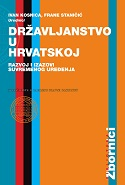 IVAN KOSNICA, FRANE STANIČIĆ
Urednici
DRŽAVLJANSTVO
U
HRVATSKOJ
RAZVOJ I IZAZOVI
SUVREMENOG UREĐENJA
Zbornici